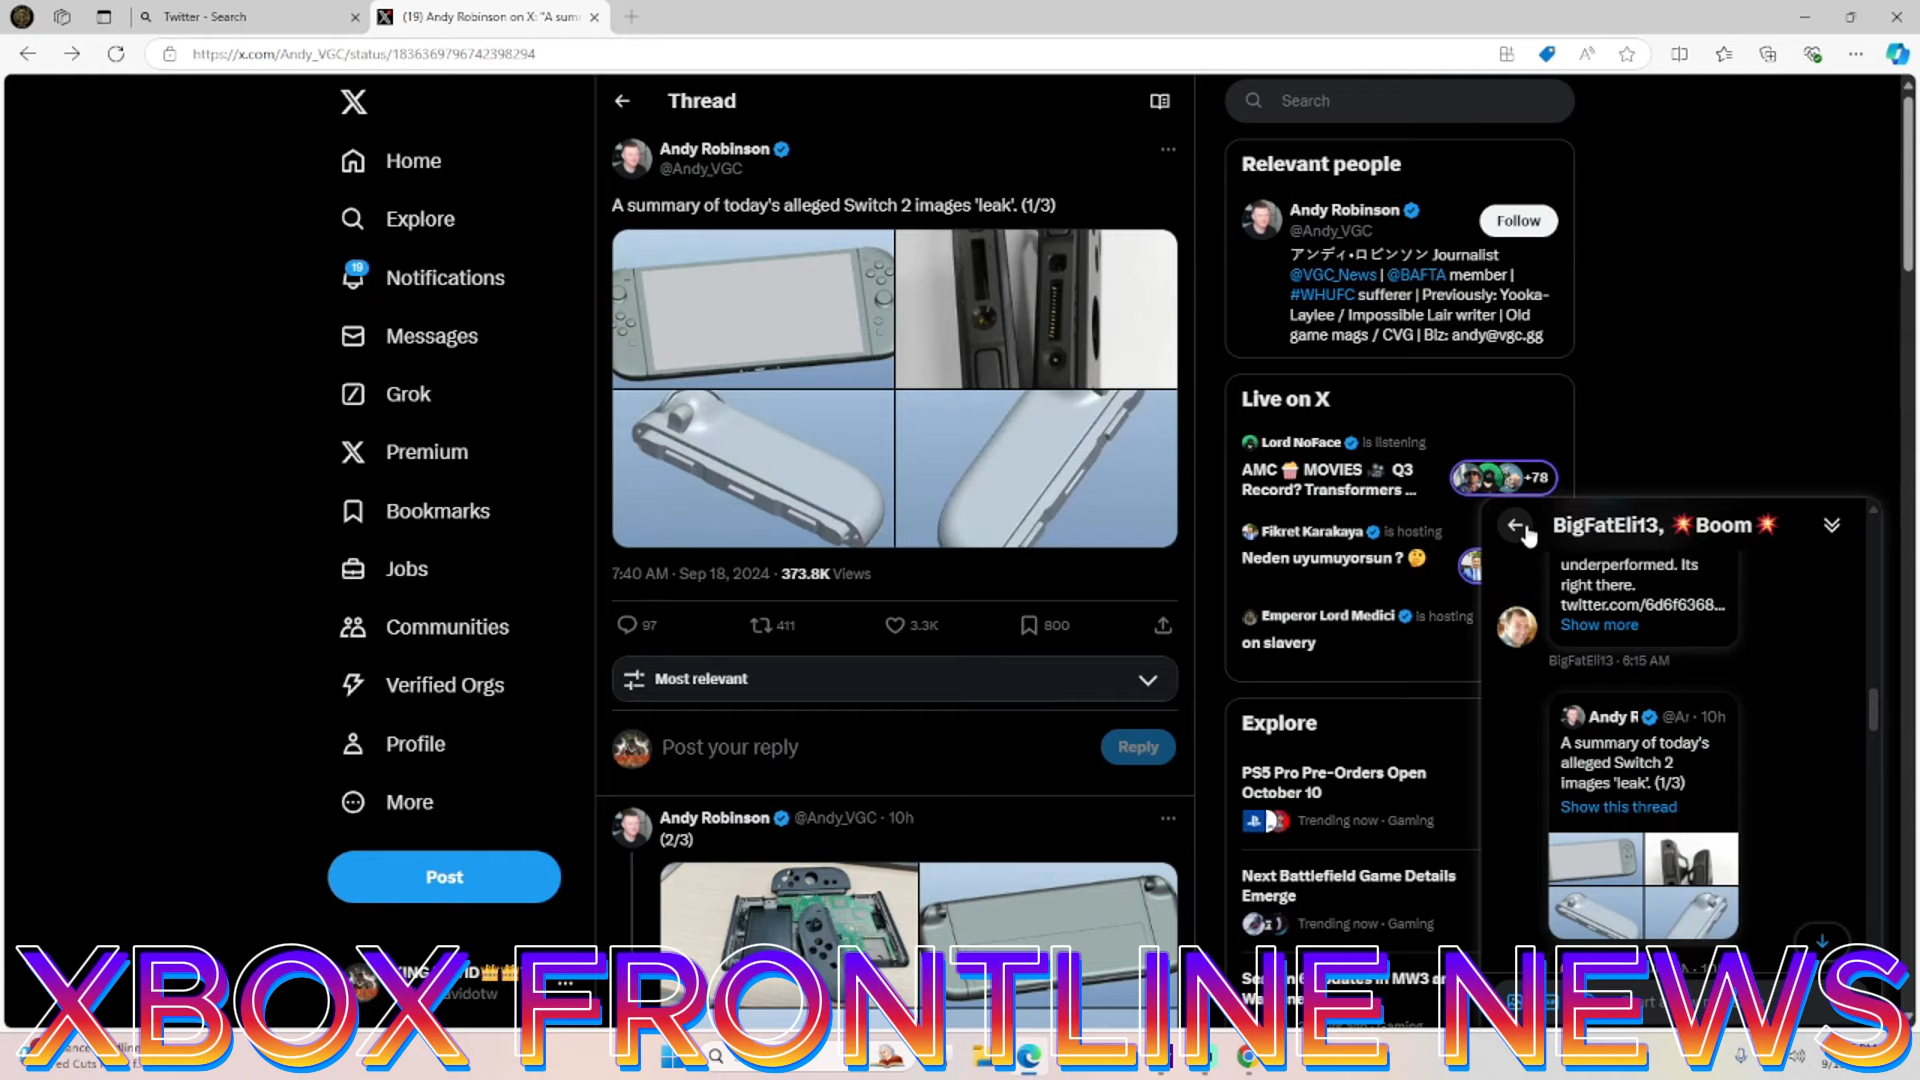 Twitter - Search
(19) Andy Robinson on X: "A sum
https://x.com/Andy_VGC/status/1836369796742398294
Home
Explore
19
Notifications
Messages
Grok
Premium
Bookmarks
Jobs
Communities
Verified Orgs
Profile
More
Post
Thread
Andy Robinson
@Andy_VGC
A summary of today's alleged Switch 2 images 'leak'. (1/3)
7:40 AM · Sep 18, 2024 · 373.8K Views
97
411
3.3K
800
Most relevant
Post your reply
Reply
Andy Robinson @Andy_VGC · 10h
(2/3)
Search
Relevant people
Andy Robinson
@Andy_VGC
Follow
アンディ・ロビンソン Journalist
@VGC_News | @BAFTA member |
#WHUFC sufferer | Previously: Yooka-
Laylee / Impossible Lair writer | Old
game mags / CVG | Biz: andy@vgc.gg
Live on X
Lord NoFace is listening
AMC 🍿 MOVIES 🎥 Q3
Record? Transformers ...
+78
Fikret Karakaya is hosting
Neden uyumuyorsun ? 🤔
Emperor Lord Medici is hosting
on slavery
Explore
PS5 Pro Pre-Orders Open
October 10
Trending now · Gaming
Next Battlefield Game Details
Emerge
Trending now · Gaming
BigFatEli13, 💥Boom💥
underperformed. Its
right there.
twitter.com/6d6f6368...
Show more
BigFatEli13 · 6:15 AM
Andy R @Ar · 10h
A summary of today's
alleged Switch 2
images 'leak'. (1/3)
Show this thread
XBOX FRONTLINE NEWS